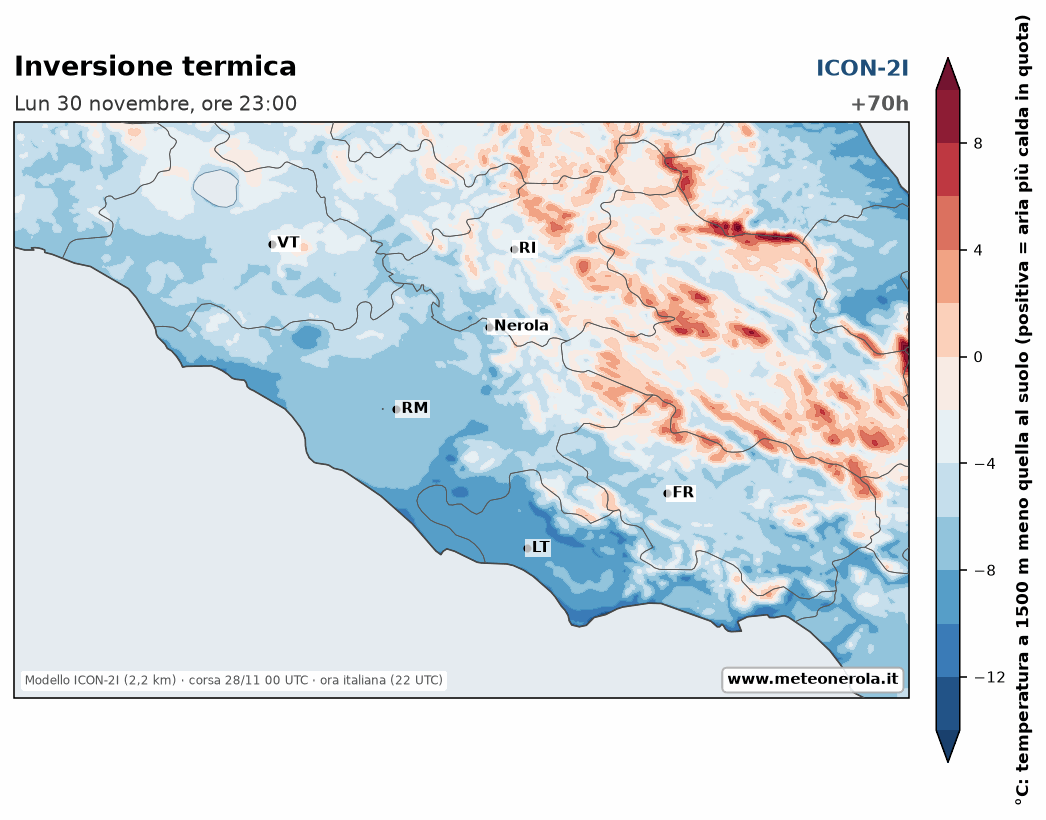 Inversione termica
ICON-2I
Lun 30 novembre, ore 23:00
+70h
VT
RI
Nerola
RM
FR
LT
Modello ICON-2I (2,2 km) · corsa 28/11 00 UTC · ora italiana (22 UTC)
www.meteonerola.it
8
4
0
−4
−8
−12
°C: temperatura a 1500 m meno quella al suolo (positiva = aria più calda in quota)